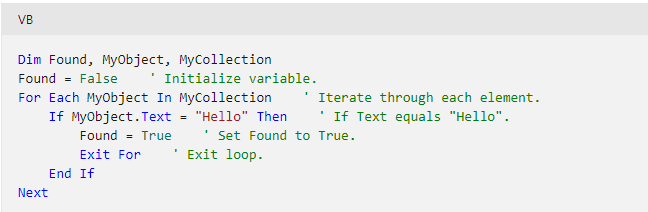 VB
Dim Found, MyObject, MyCollection
Found = False    ' Initialize variable.
For Each MyObject In MyCollection    ' Iterate through each element.
    If MyObject.Text = "Hello" Then    ' If Text equals "Hello".
        Found = True    ' Set Found to True.
        Exit For    ' Exit loop.
    End If
Next